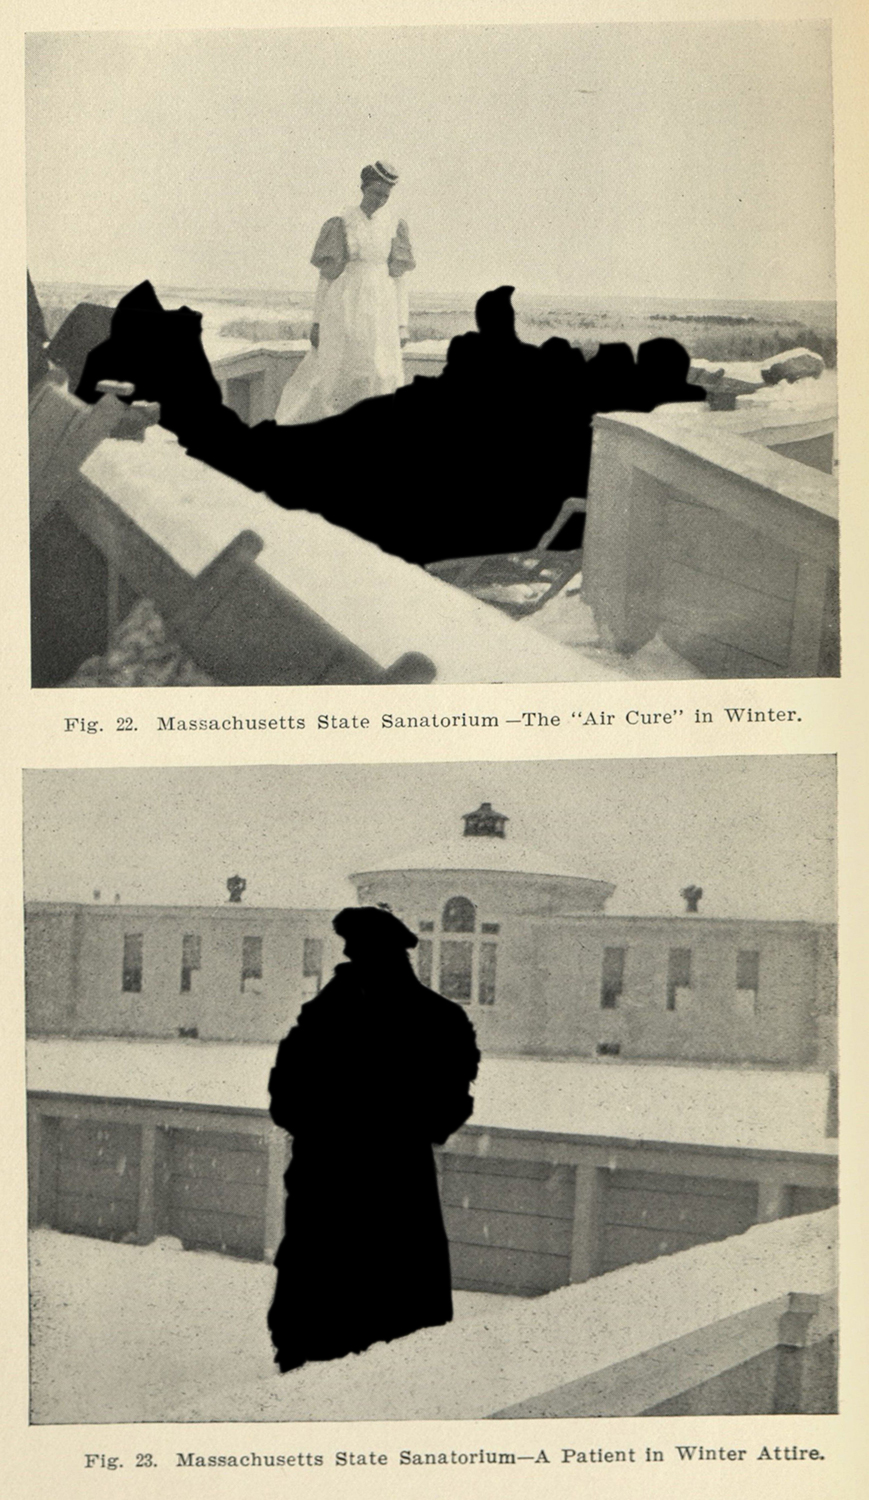 Fig. 22. Massachusetts State Sanatorium—The “Air Cure” in Winter.
Fig. 23. Massachusetts State Sanatorium—A Patient in Winter Attire.